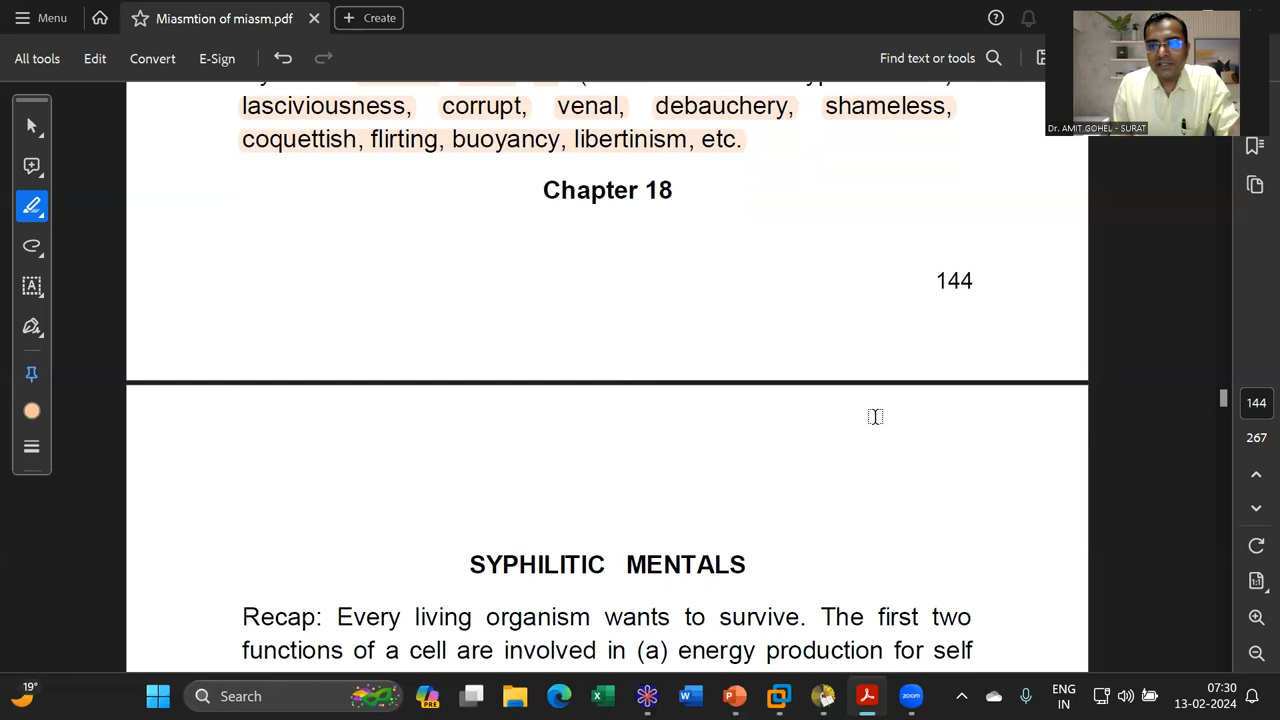 Menu
Miasmtion of miasm.pdf
Create
All tools
Edit
Convert
E-Sign
Find text or tools
Dr. AMIT GOHEL - SURAT
lasciviousness, corrupt, venal, debauchery, shameless,
coquettish, flirting, buoyancy, libertinism, etc.
Chapter 18
144
SYPHILITIC MENTALS
Recap: Every living organism wants to survive. The first two
functions of a cell are involved in (a) energy production for self
144
267
19°
Search
PRE
zoom
ENG
IN
07:30
13-02-2024